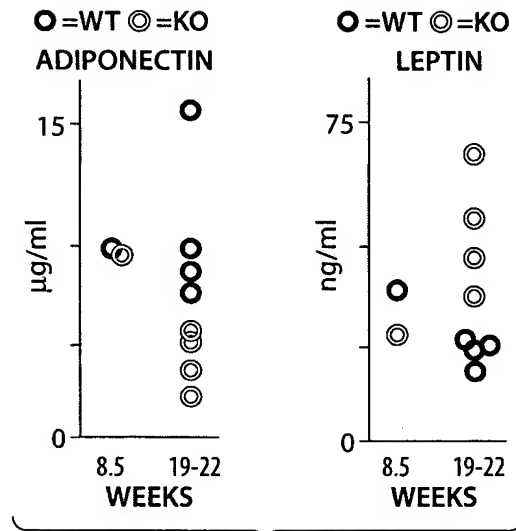 =WT =KO
ADIPONECTIN
15
µg/ml
0
8.5 19-22
WEEKS
=WT =KO
LEPTIN
75
ng/ml
0
8.5 19-22
WEEKS